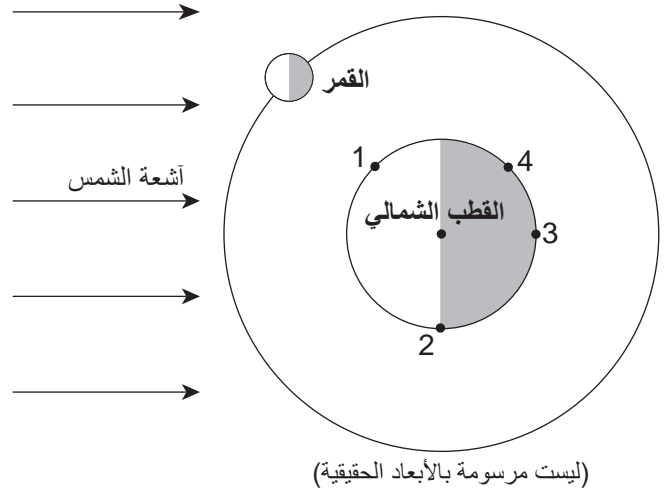 القمر
1
4
آشعة الشمس
القطب الشمالي
3
2
(ليست مرسومة بالأبعاد الحقيقية)